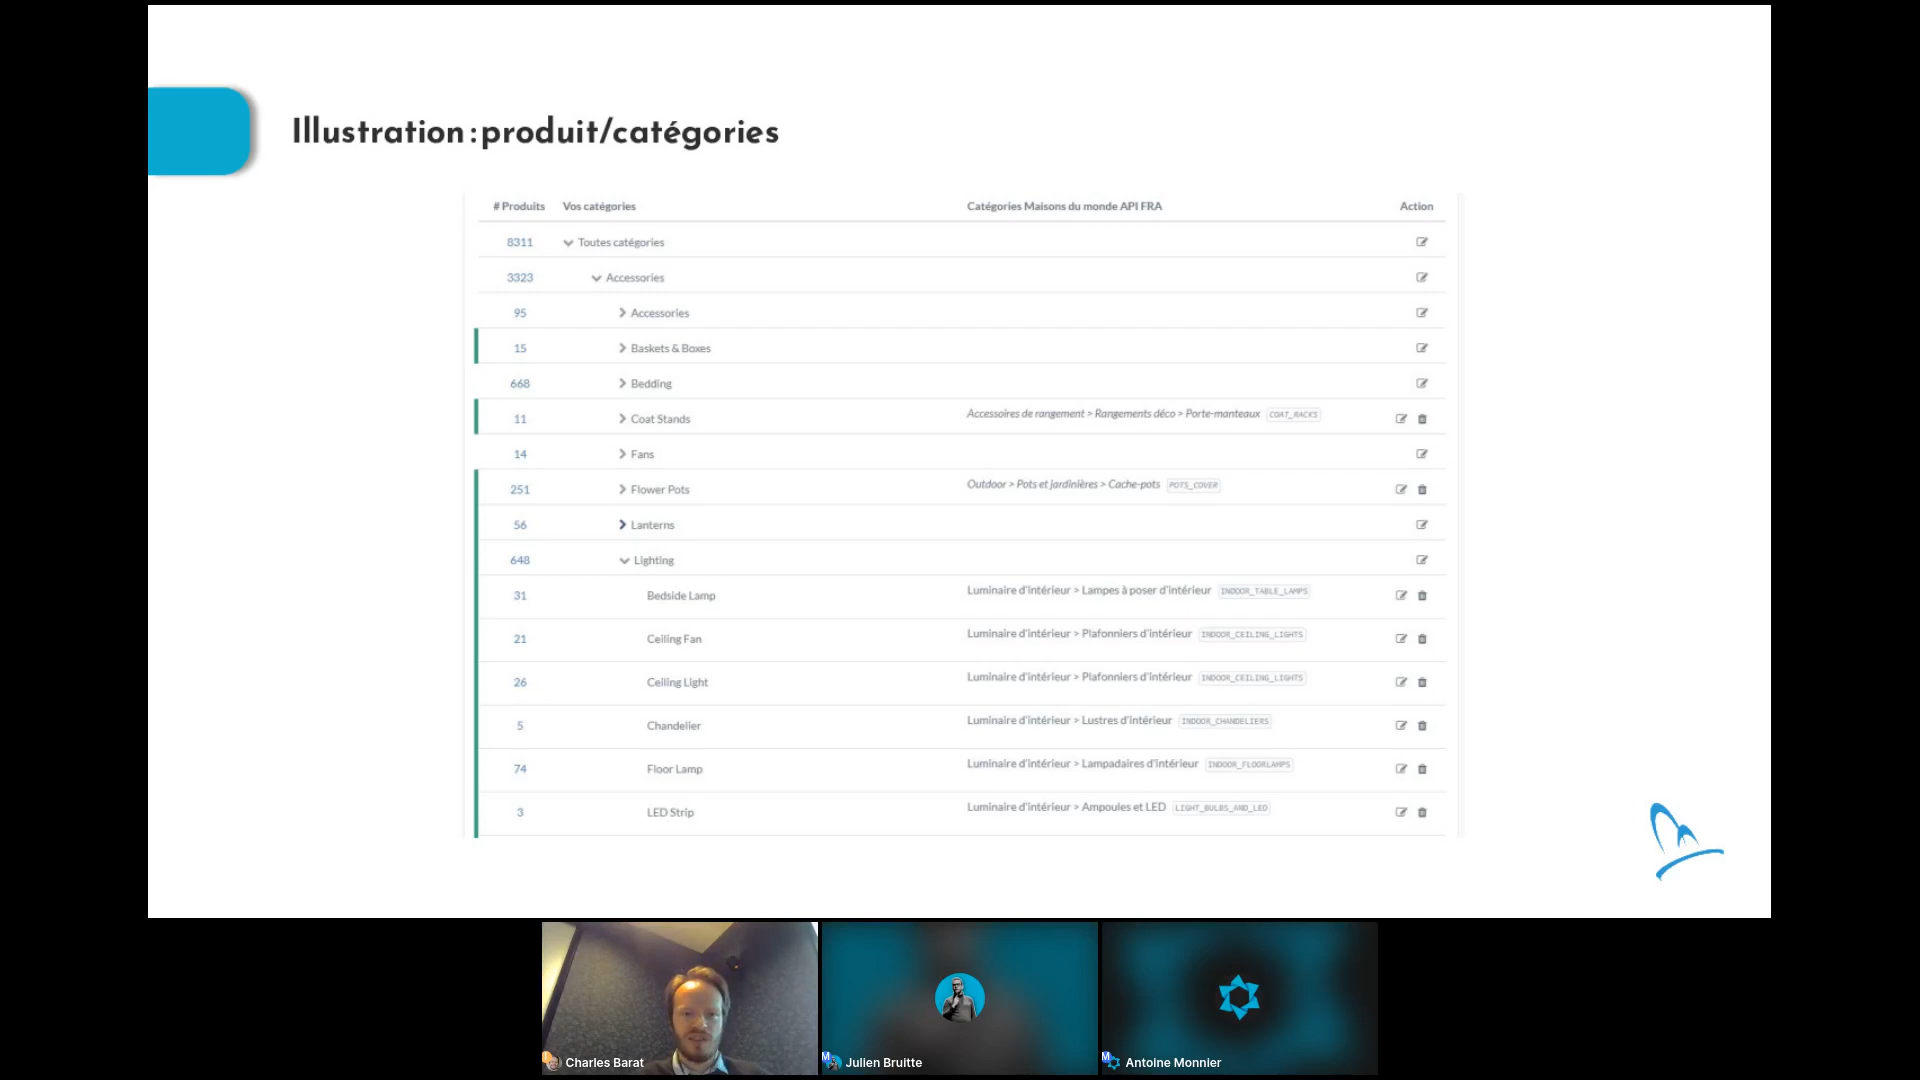 Illustration : produit/catégories
# Produits Vos catégories Catégories Maisons du monde API FRA Action
8311 Toutes catégories
3323 Accessories
95 Accessories
15 Baskets & Boxes
668 Bedding
11 Coat Stands Accessoires de rangement > Rangements déco > Porte-manteaux COAT_RACKS
14 Fans
251 Flower Pots Outdoor > Pots et jardinières > Cache-pots POTS_COVER
56 Lanterns
648 Lighting
31 Bedside Lamp Luminaire d'intérieur > Lampes à poser d'intérieur INDOOR_TABLE_LAMPS
21 Ceiling Fan Luminaire d'intérieur > Plafonniers d'intérieur INDOOR_CEILING_LIGHTS
26 Ceiling Light Luminaire d'intérieur > Plafonniers d'intérieur INDOOR_CEILING_LIGHTS
5 Chandelier Luminaire d'intérieur > Lustres d'intérieur INDOOR_CHANDELIERS
74 Floor Lamp Luminaire d'intérieur > Lampadaires d'intérieur INDOOR_FLOORLAMPS
3 LED Strip Luminaire d'intérieur > Ampoules et LED LIGHT_BULBS_AND_LED
Charles Barat
M Julien Bruitte
M Antoine Monnier